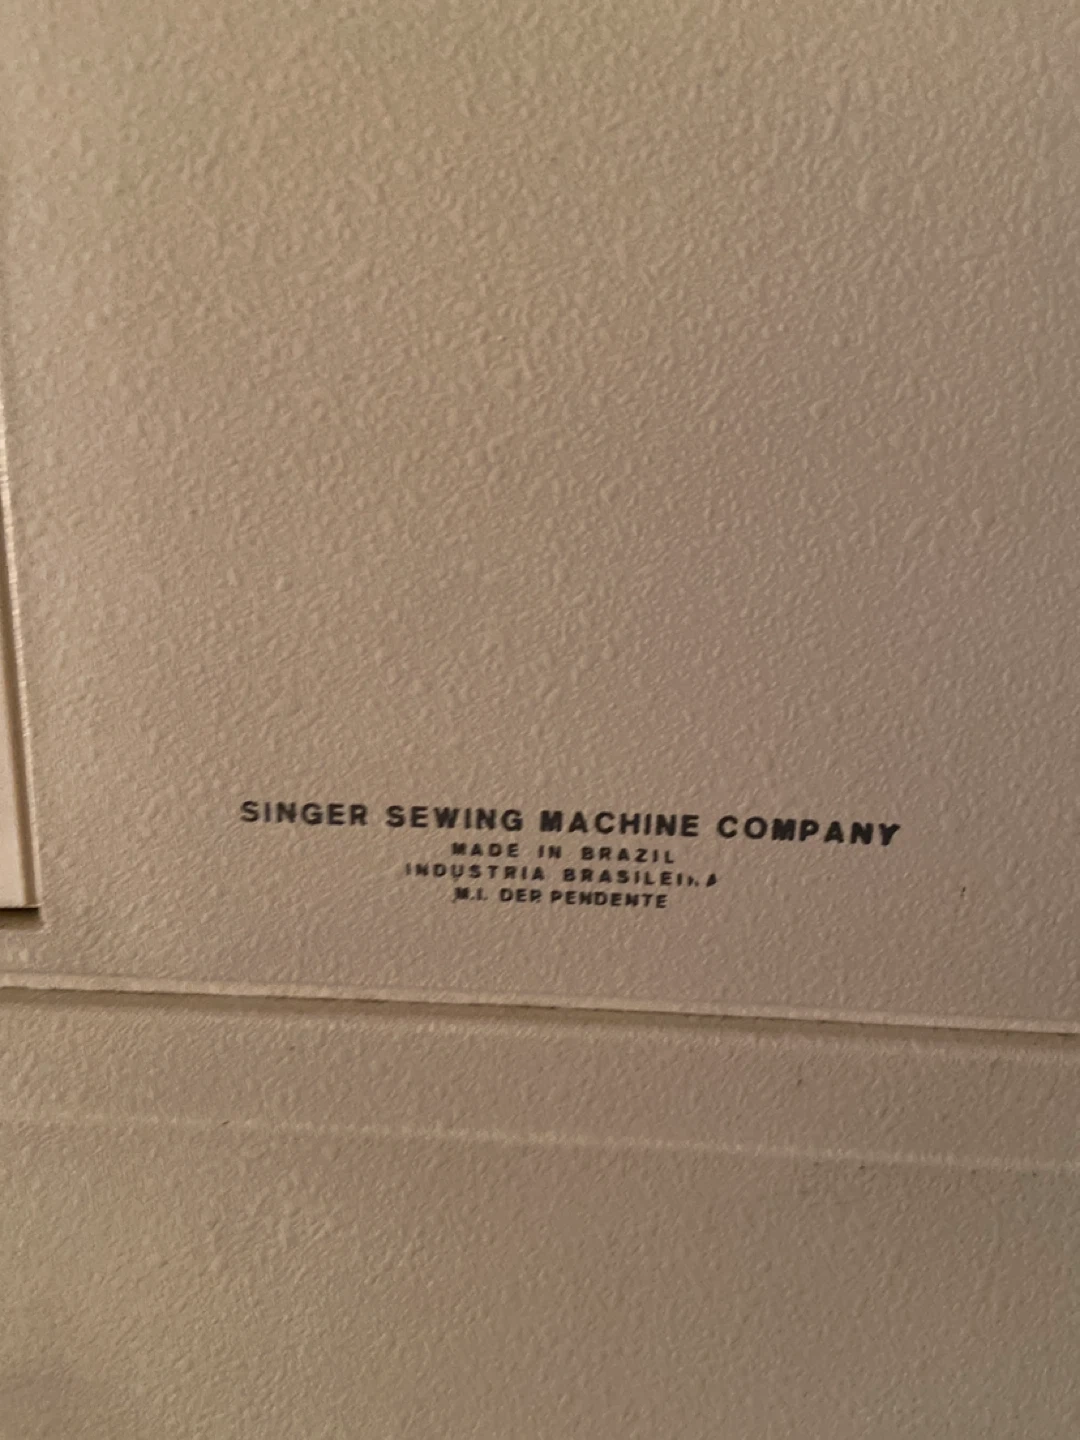 SINGER SEWING MACHINE COMPANY
MADE IN BRAZIL
INDUSTRIA
M.I. DEP. PENDENTE